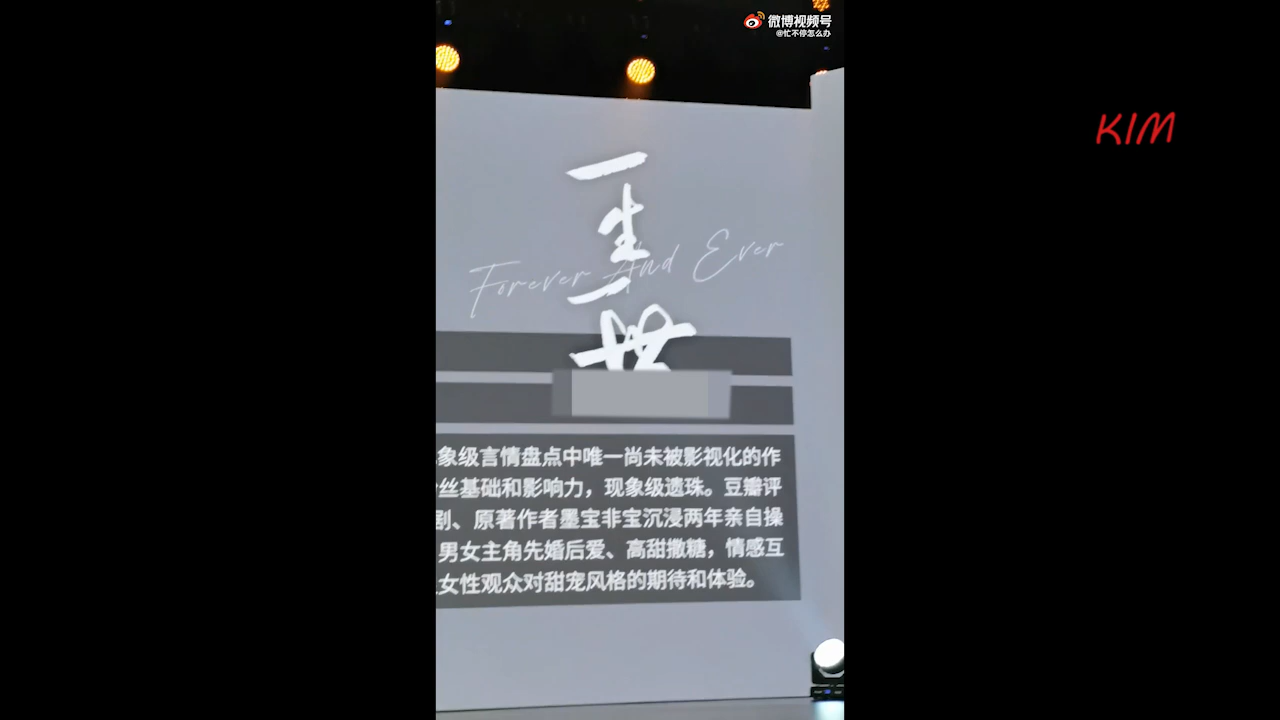 微博视频号
@忙不停怎么办
KIM
一生一世
Forever And Ever
象级言情盘点中唯一尚未被影视化的作
丝基础和影响力，现象级遗珠。豆瓣评
剧、原著作者墨宝非宝沉浸两年亲自操
男女主角先婚后爱、高甜撒糖，情感互
女性观众对甜宠风格的期待和体验。